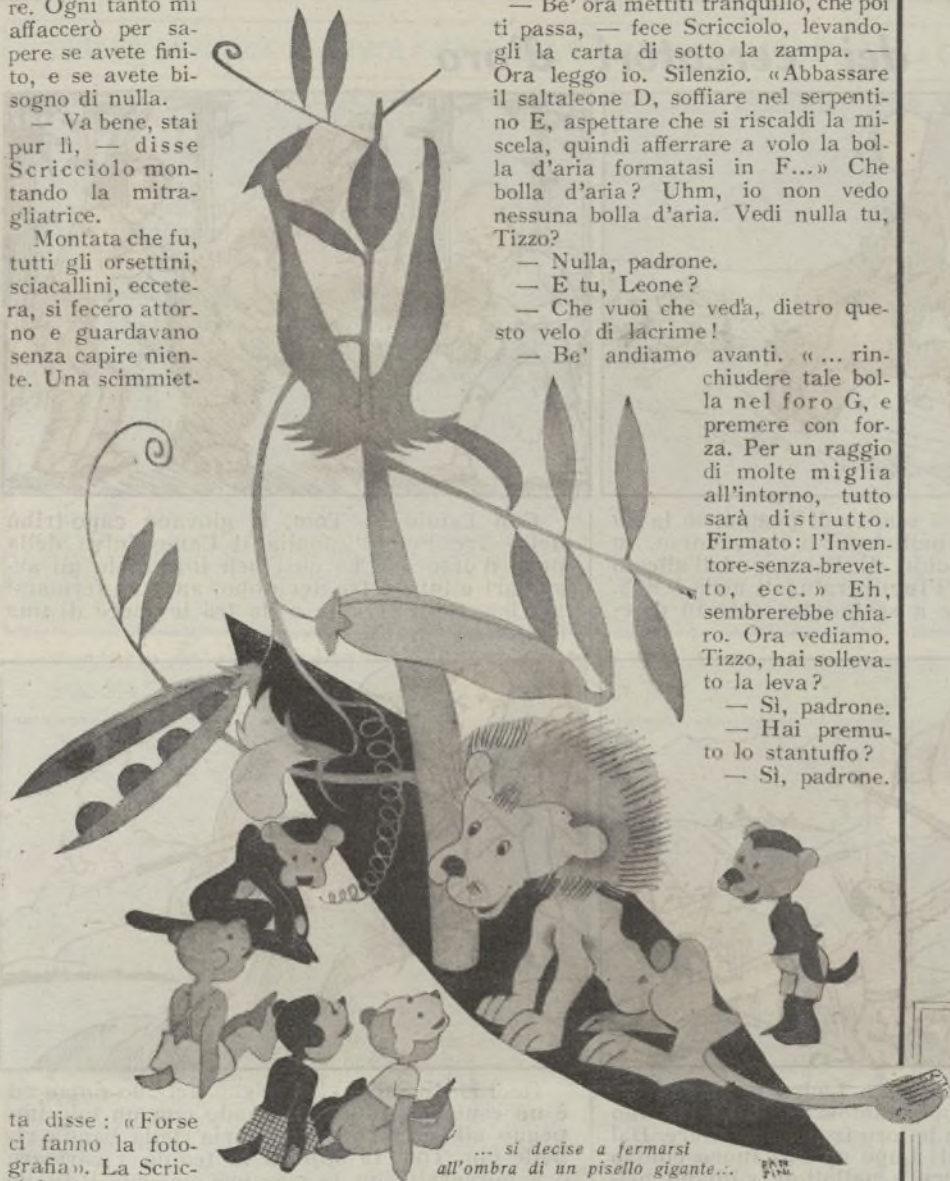 re. Ogni tanto mi
affaccerò per sa-
pere se avete fini-
to, e se avete bi-
sogno di nulla.
— Va bene, stai
pur lì, — disse
Scricciolo mon-
tando la mitra-
gliatrice.
Montata che fu,
tutti gli orsettini,
sciacallini, eccete-
ra, si fecero attor-
no e guardavano
senza capire nien-
te. Una scimmiet-
ta disse : « Forse
ci fanno la foto-
grafia ». La Scric-
— Be' ora mettiti tranquillo, che poi
ti passa, — fece Scricciolo, levando-
gli la carta di sotto la zampa. —
Ora leggo io. Silenzio. « Abbassare
il saltaleone D, soffiare nel serpenti-
no E, aspettare che si riscaldi la mi-
scela, quindi afferrare a volo la bol-
la d'aria formatasi in F... » Che
bolla d'aria? Uhm, io non vedo
nessuna bolla d'aria. Vedi nulla tu,
Tizzo?
— Nulla, padrone.
— E tu, Leone?
— Che vuoi che veda, dietro que-
sto velo di lacrime!
— Be' andiamo avanti. « ... rin-
chiudere tale bol-
la nel foro G, e
premere con for-
za. Per un raggio
di molte miglia
all'intorno, tutto
sarà distrutto.
Firmato: l'Inven-
tore-senza-brevet-
to, ecc. » Eh,
sembrerebbe chia-
ro. Ora vediamo.
Tizzo, hai solleva-
to la leva?
— Sì, padrone.
— Hai premu-
to lo stantuffo?
— Sì, padrone.
... si decise a fermarsi
all'ombra di un pisello gigante...